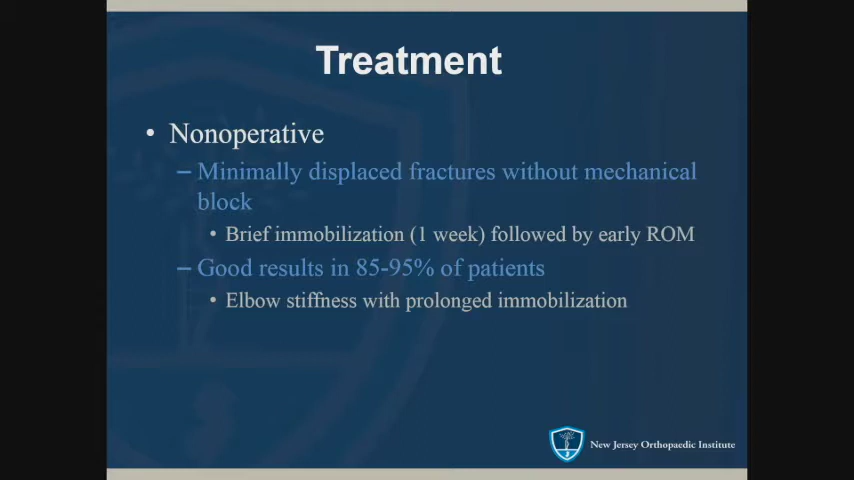 Treatment
• Nonoperative
– Minimally displaced fractures without mechanical
block
• Brief immobilization (1 week) followed by early ROM
– Good results in 85-95% of patients
• Elbow stiffness with prolonged immobilization
New Jersey Orthopaedic Institute